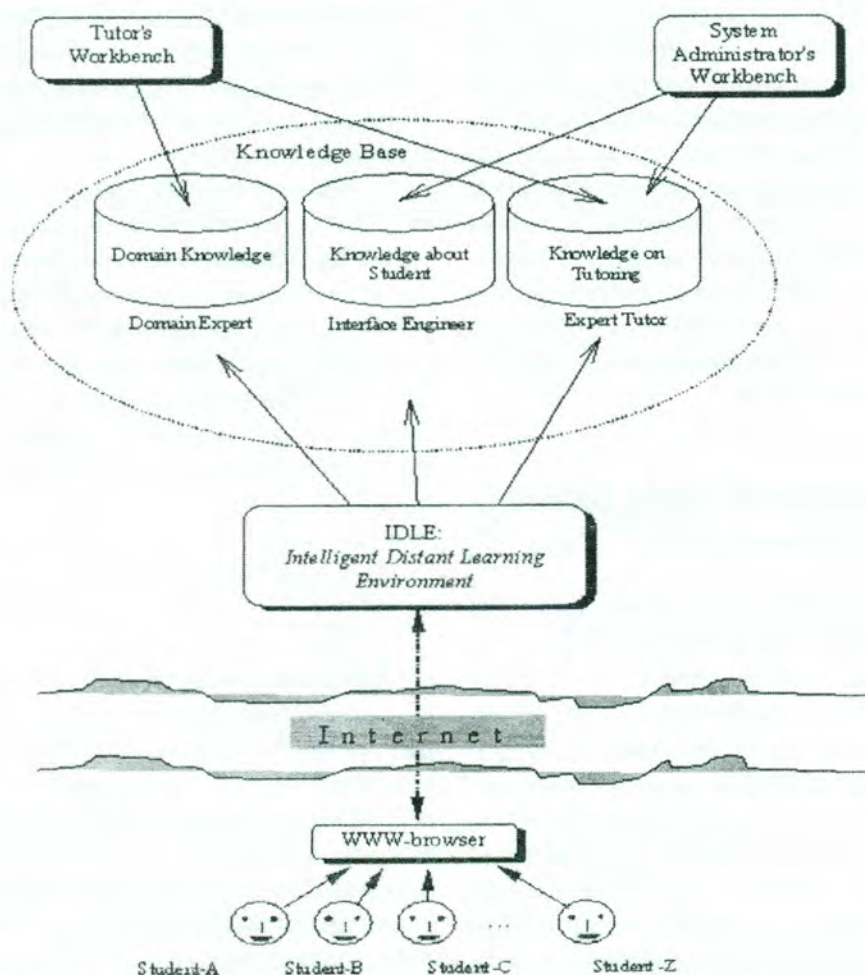 Tutor's
Workbench
System
Administrator's
Workbench
Knowledge Base
Domain Knowledge
Knowledge about
Student
Knowledge on
Tutoring
Domain Expert
Interface Engineer
Expert Tutor
IDLE:
Intelligent Distant Learning
Environment
Internet
WWW-browser
...
Student-A
Student-B
Student-C
Student-Z